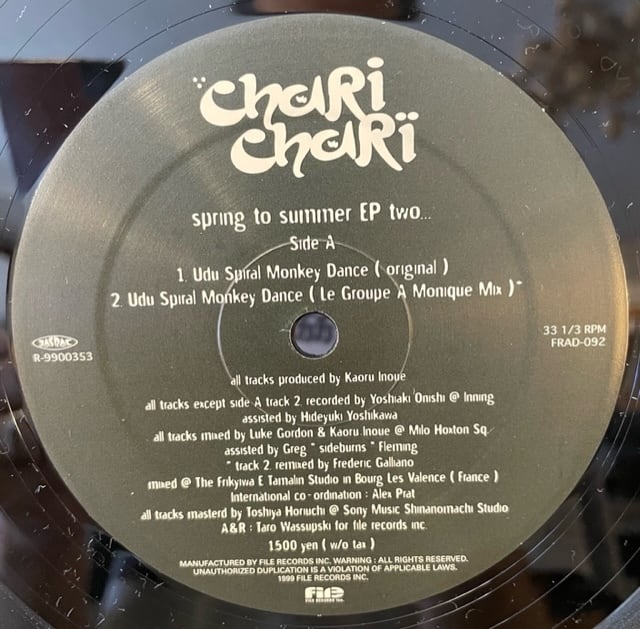 chaRi
chaRï
spring to summer EP two...
Side A
1. Udu Spiral Monkey Dance ( original )
2. Udu Spiral Monkey Dance ( Le Groupe A Monique Mix )*
JASRAC
R-9900353
33 1/3 RPM
FRAD-092
all tracks produced by Kaoru Inoue
all tracks except side A track 2 recorded by Yoshiaki Onishi @ Inning
assisted by Hideyuki Yoshikawa
all tracks mixed by Luke Gordon & Kaoru Inoue @ Milo Hoxton Sq.
assisted by Greg " sideburns " Fleming
* track 2 remixed by Frederic Galliano
mixed @ The Frikyiwa E Tamalin Studio in Bourg Les Valence ( France )
International co-ordination : Alex Prat
all tracks masterd by Toshiya Horiuchi @ Sony Music Shinanomachi Studio
A&R : Taro Wassupski for file records inc.
1500 yen ( w/o tax )
MANUFACTURED BY FILE RECORDS INC. WARNING : ALL RIGHTS RESERVED.
UNAUTHORIZED DUPLICATION IS A VIOLATION OF APPLICABLE LAWS.
1999 FILE RECORDS INC.
FILE
FILE RECORDS INC.